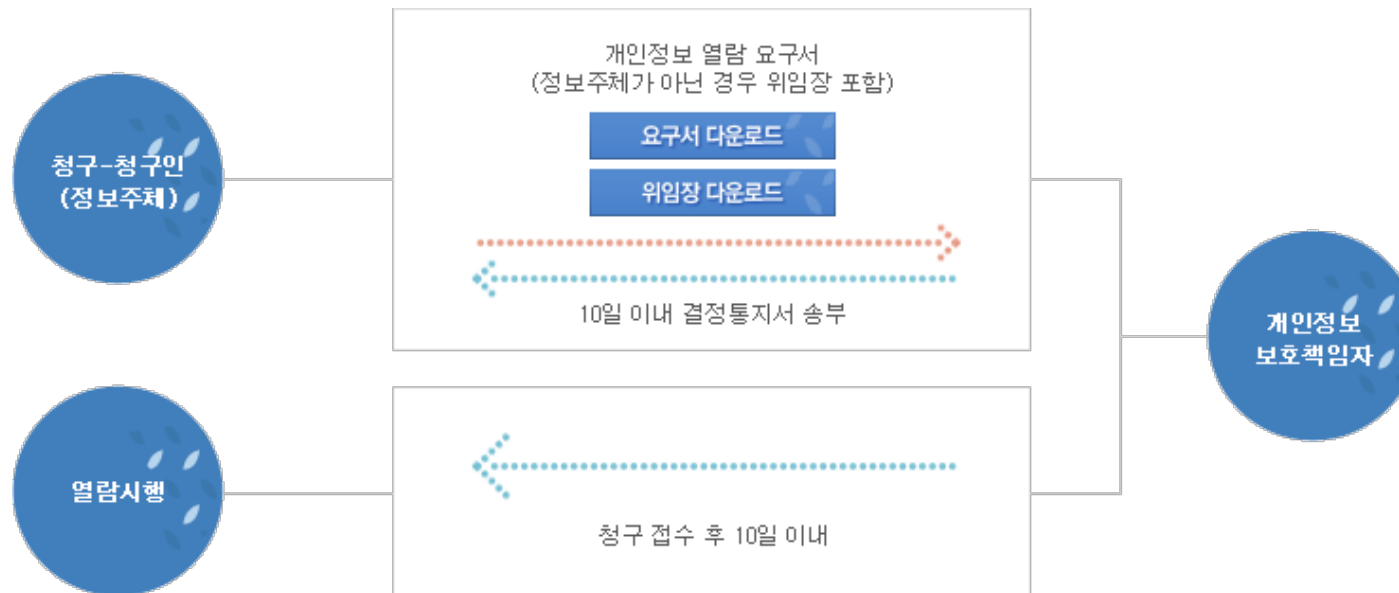 개인정보 열람 요구서
(정보주체가 아닌 경우 위임장 포함)
요구서 다운로드
위임장 다운로드
청구-청구인
(정보주체)
10일 이내 결정통지서 송부
개인정보
보호책임자
열람시행
청구 접수 후 10일 이내